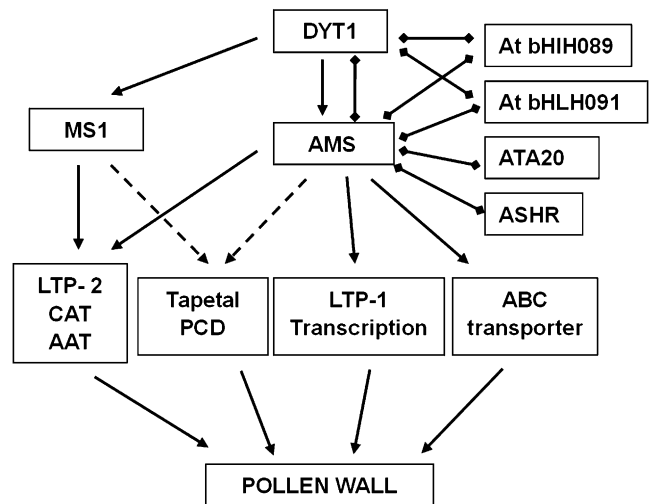 DYT1
At bHIH089
At bHLH091
MS1
AMS
ATA20
ASHR
LTP- 2
CAT
AAT
Tapetal
PCD
LTP-1
Transcription
ABC
transporter
POLLEN WALL